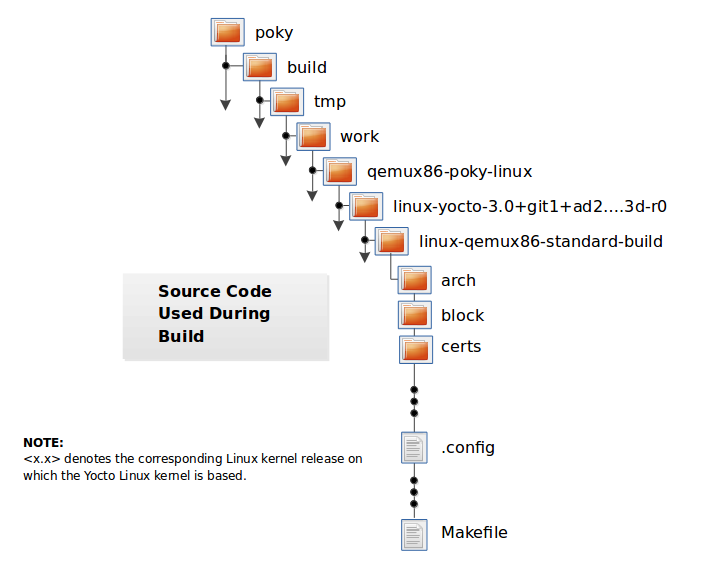 poky
build
tmp
work
qemux86-poky-linux
linux-yocto-3.0+git1+ad2....3d-r0
linux-qemux86-standard-build
arch
block
certs
Source Code
Used During
Build
.config
NOTE:
<x.x> denotes the corresponding Linux kernel release on
which the Yocto Linux kernel is based.
Makefile